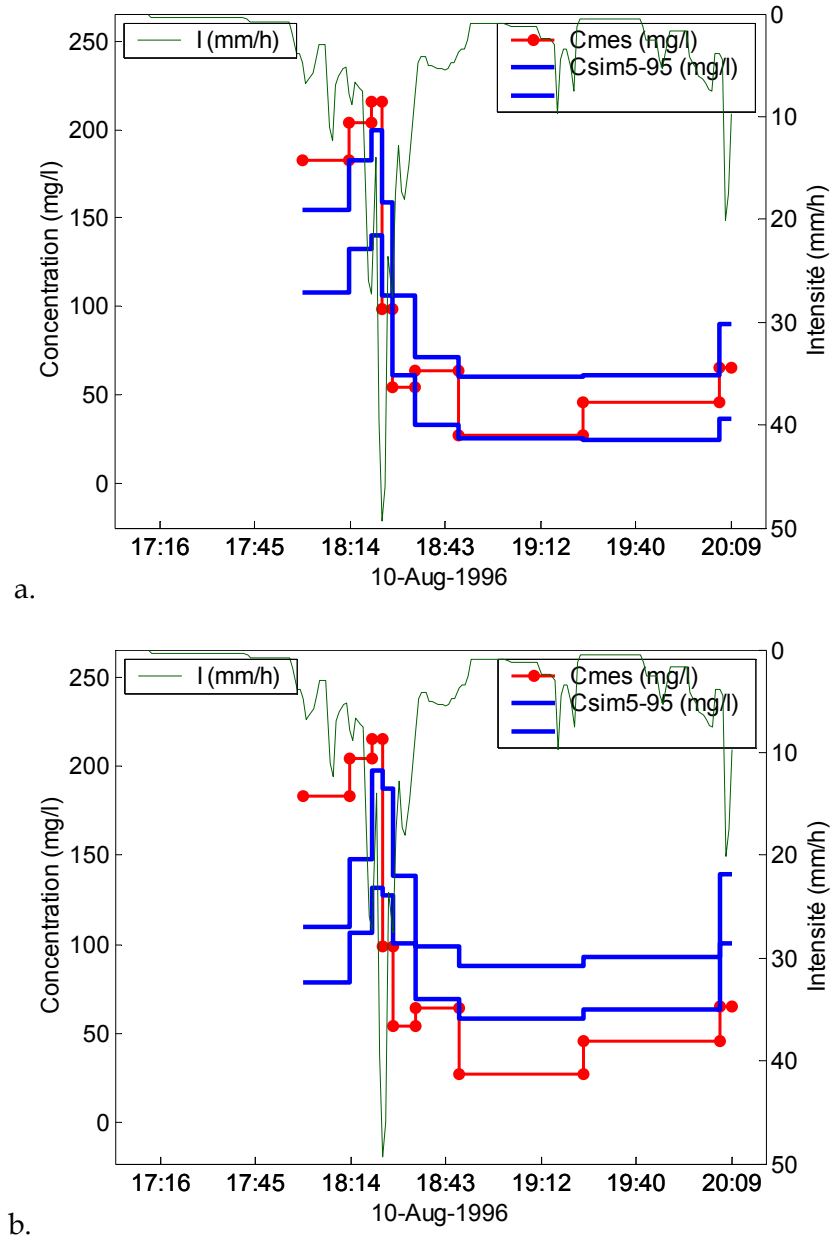 I (mm/h)
Cmes (mg/l)
Csim5-95 (mg/l)
Concentration (mg/l)
250
200
150
100
50
0
Intensité (mm/h)
0
10
20
30
40
50
17:16 17:45 18:14 18:43 19:12 19:40 20:09
10-Aug-1996
a.
I (mm/h)
Cmes (mg/l)
Csim5-95 (mg/l)
Concentration (mg/l)
250
200
150
100
50
0
Intensité (mm/h)
0
10
20
30
40
50
17:16 17:45 18:14 18:43 19:12 19:40 20:09
10-Aug-1996
b.